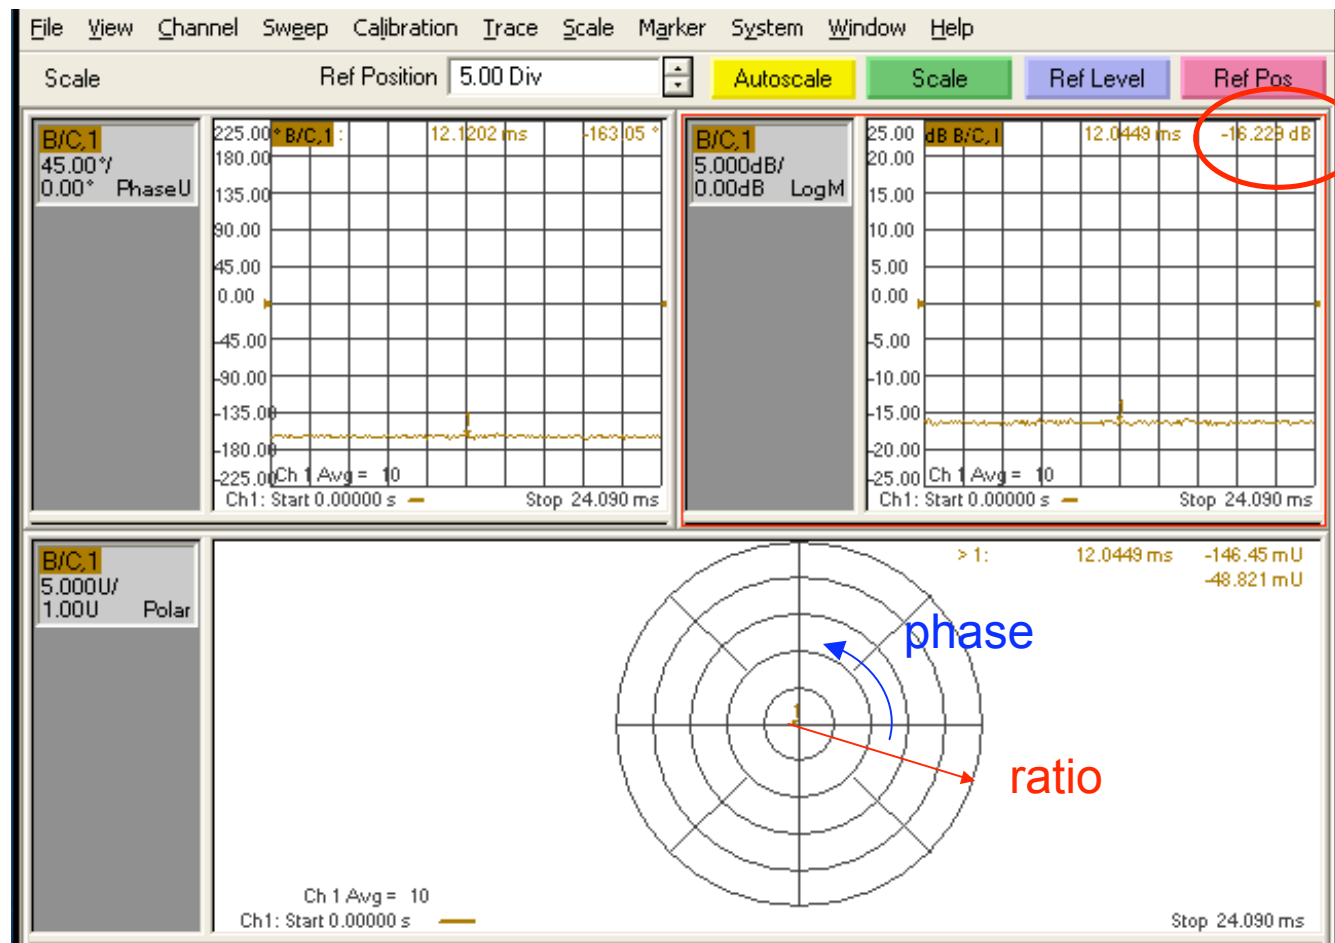 File View Channel Sweep Calibration Trace Scale Marker System Window Help
Scale Ref Position 5.00 Div Autoscale Scale Ref Level Ref Pos
B/C,1
45.00°/
0.00° PhaseU
225.00 ° B/C,1 : 12.1202 ms -163.05 °
180.00
135.00
90.00
45.00
0.00
-45.00
-90.00
-135.00
-180.00
-225.00
1
Ch 1 Avg = 10
Ch1: Start 0.00000 s Stop 24.090 ms
B/C,1
5.000dB/
0.00dB LogM
25.00 dB B/C,1 12.0449 ms -16.229 dB
20.00
15.00
10.00
5.00
0.00
-5.00
-10.00
-15.00
-20.00
-25.00
1
Ch 1 Avg = 10
Ch1: Start 0.00000 s Stop 24.090 ms
B/C,1
5.000U/
1.00U Polar
> 1: 12.0449 ms -146.45 mU
-48.821 mU
phase
1
ratio
Ch 1 Avg = 10
Ch1: Start 0.00000 s Stop 24.090 ms